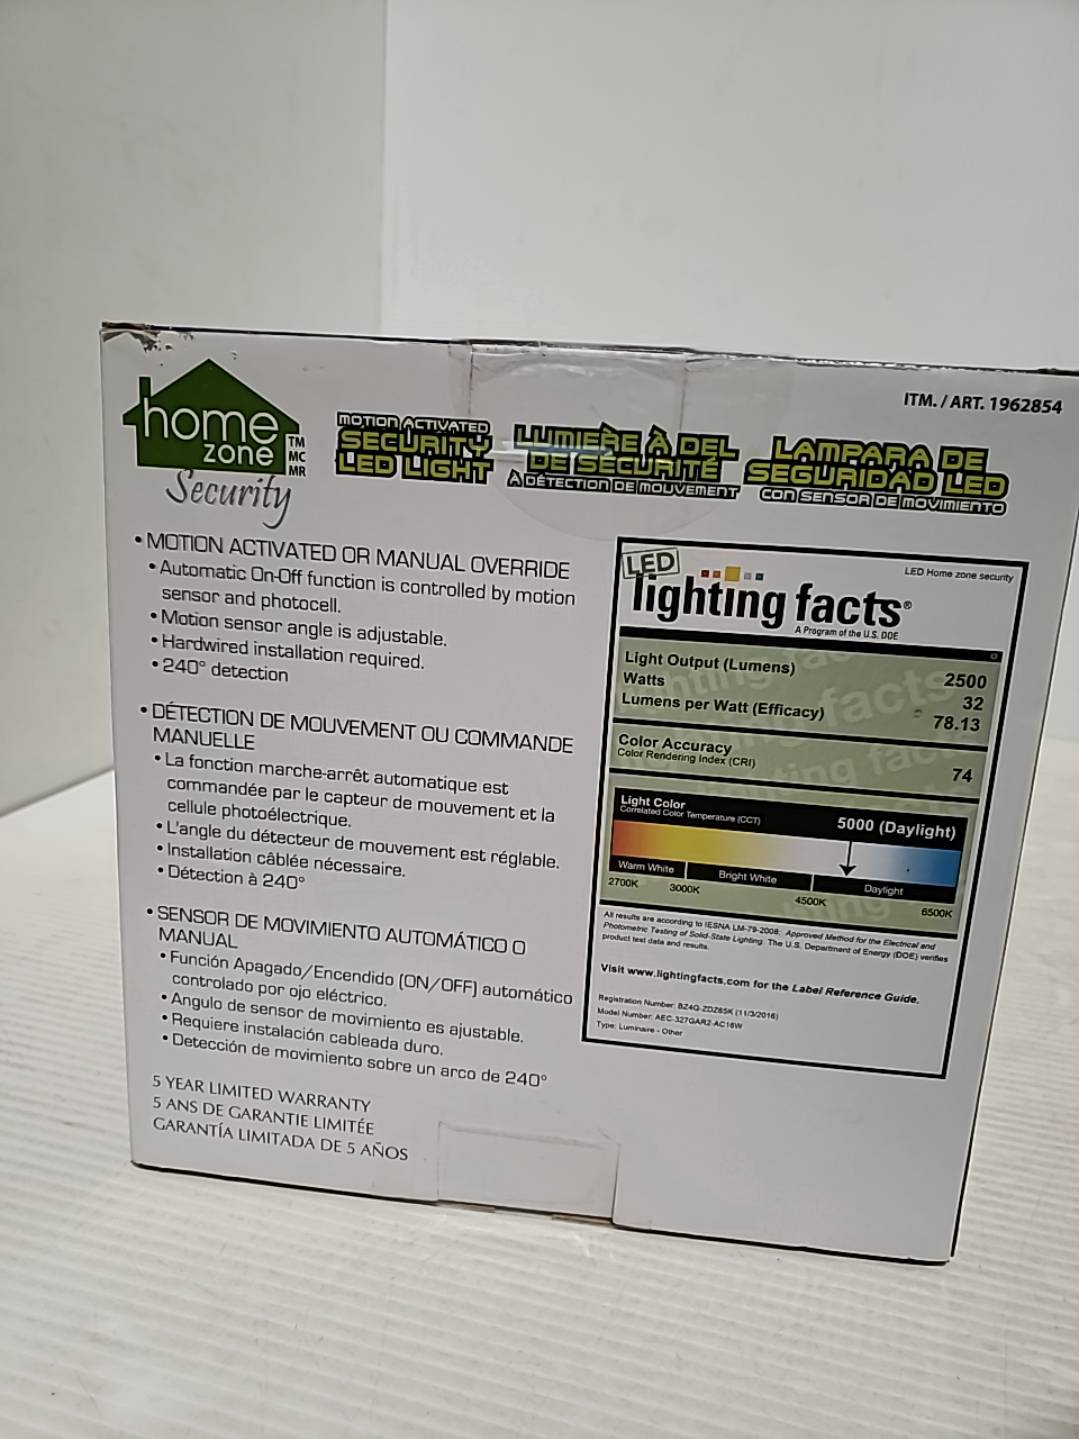 ITM. / ART. 1962854
home
zone
TM
MC
MR
Security
MOTION ACTIVATED
SECURITY
LED LIGHT
LUMIÈRE À DEL
DE SÉCURITÉ
À DÉTECTION DE MOUVEMENT
LAMPARA DE
SEGURIDAD LED
CON SENSOR DE MOVIMIENTO
• MOTION ACTIVATED OR MANUAL OVERRIDE
• Automatic On-Off function is controlled by motion
sensor and photocell.
• Motion sensor angle is adjustable.
• Hardwired installation required.
• 240° detection
• DÉTECTION DE MOUVEMENT OU COMMANDE
MANUELLE
• La fonction marche-arrêt automatique est
commandée par le capteur de mouvement et la
cellule photoélectrique.
• L'angle du détecteur de mouvement est réglable.
• Installation câblée nécessaire.
• Détection à 240°
• SENSOR DE MOVIMIENTO AUTOMÁTICO O
MANUAL
• Función Apagado/Encendido (ON/OFF) automático
controlado por ojo eléctrico.
• Angulo de sensor de movimiento es ajustable.
• Requiere instalación cableada duro.
• Detección de movimiento sobre un arco de 240°
5 YEAR LIMITED WARRANTY
5 ANS DE GARANTIE LIMITÉE
GARANTÍA LIMITADA DE 5 AÑOS
LED
lighting facts®
A Program of the U.S. DOE
LED Home zone security
Light Output (Lumens) 2500
Watts 32
Lumens per Watt (Efficacy) 78.13
Color Accuracy
Color Rendering Index (CRI) 74
Light Color
Correlated Color Temperature (CCT) 5000 (Daylight)
Warm White Bright White Daylight
2700K 3000K 4500K 6500K
All results are according to IESNA LM-79-2008: Approved Method for the Electrical and
Photometric Testing of Solid-State Lighting. The U.S. Department of Energy (DOE) verifies
product test data and results.
Visit www.lightingfacts.com for the Label Reference Guide.
Registration Number: BZ4Q-ZDZ65K (11/3/2016)
Model Number: AEC-327GAR2-AC16W
Type: Luminaire - Other